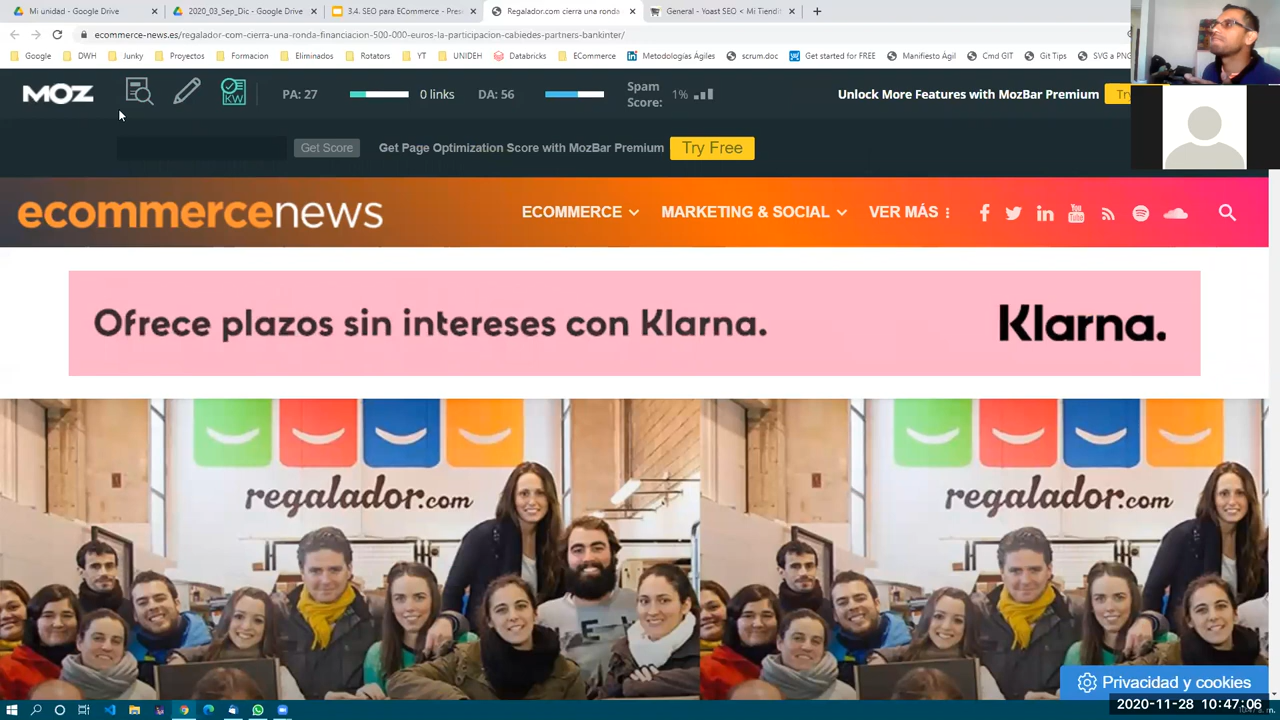 Mi unidad - Google Drive
2020_03_Sep_Dic - Google Drive
3.4. SEO para ECommerce - Pres
Regalador.com cierra una ronda
General - Yoast SEO < Mi Tiendit
ecommerce-news.es/regalador-com-cierra-una-ronda-financiacion-500-000-euros-la-participacion-cabiedes-partners-bankinter/
Google
DWH
Junky
Proyectos
Formacion
Eliminados
Rotators
YT
UNIDEH
Databricks
ECommerce
Metodologías Ágiles
scrum.doc
Get started for FREE
Manifiesto Agile
Cmd GIT
Git Tips
SVG a PNG
MOZ
KW
PA: 27
0 links
DA: 56
Spam Score:
1%
Unlock More Features with MozBar Premium
Try
Get Score
Get Page Optimization Score with MozBar Premium
Try Free
ecommercenews
ECOMMERCE
MARKETING & SOCIAL
VER MÁS
You Tube
Ofrece plazos sin intereses con Klarna.
Klarna.
regalador.com
regalador.com
Privacidad y cookies
2020-11-28 10:47:06